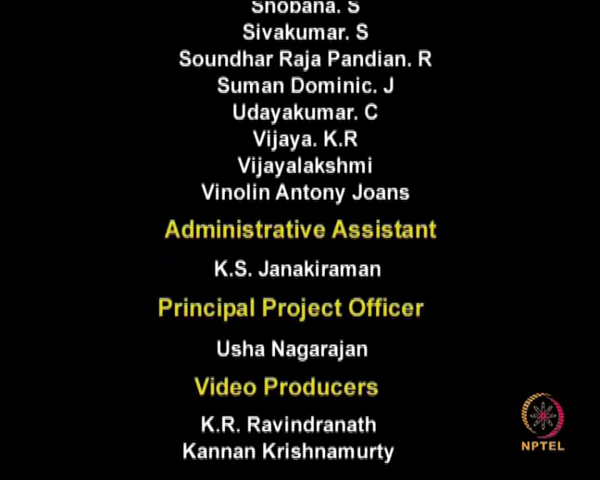 Shobana. S
Sivakumar. S
Soundhar Raja Pandian. R
Suman Dominic. J
Udayakumar. C
Vijaya. K.R
Vijayalakshmi
Vinolin Antony Joans
Administrative Assistant
K.S. Janakiraman
Principal Project Officer
Usha Nagarajan
Video Producers
K.R. Ravindranath
Kannan Krishnamurty
NPTEL